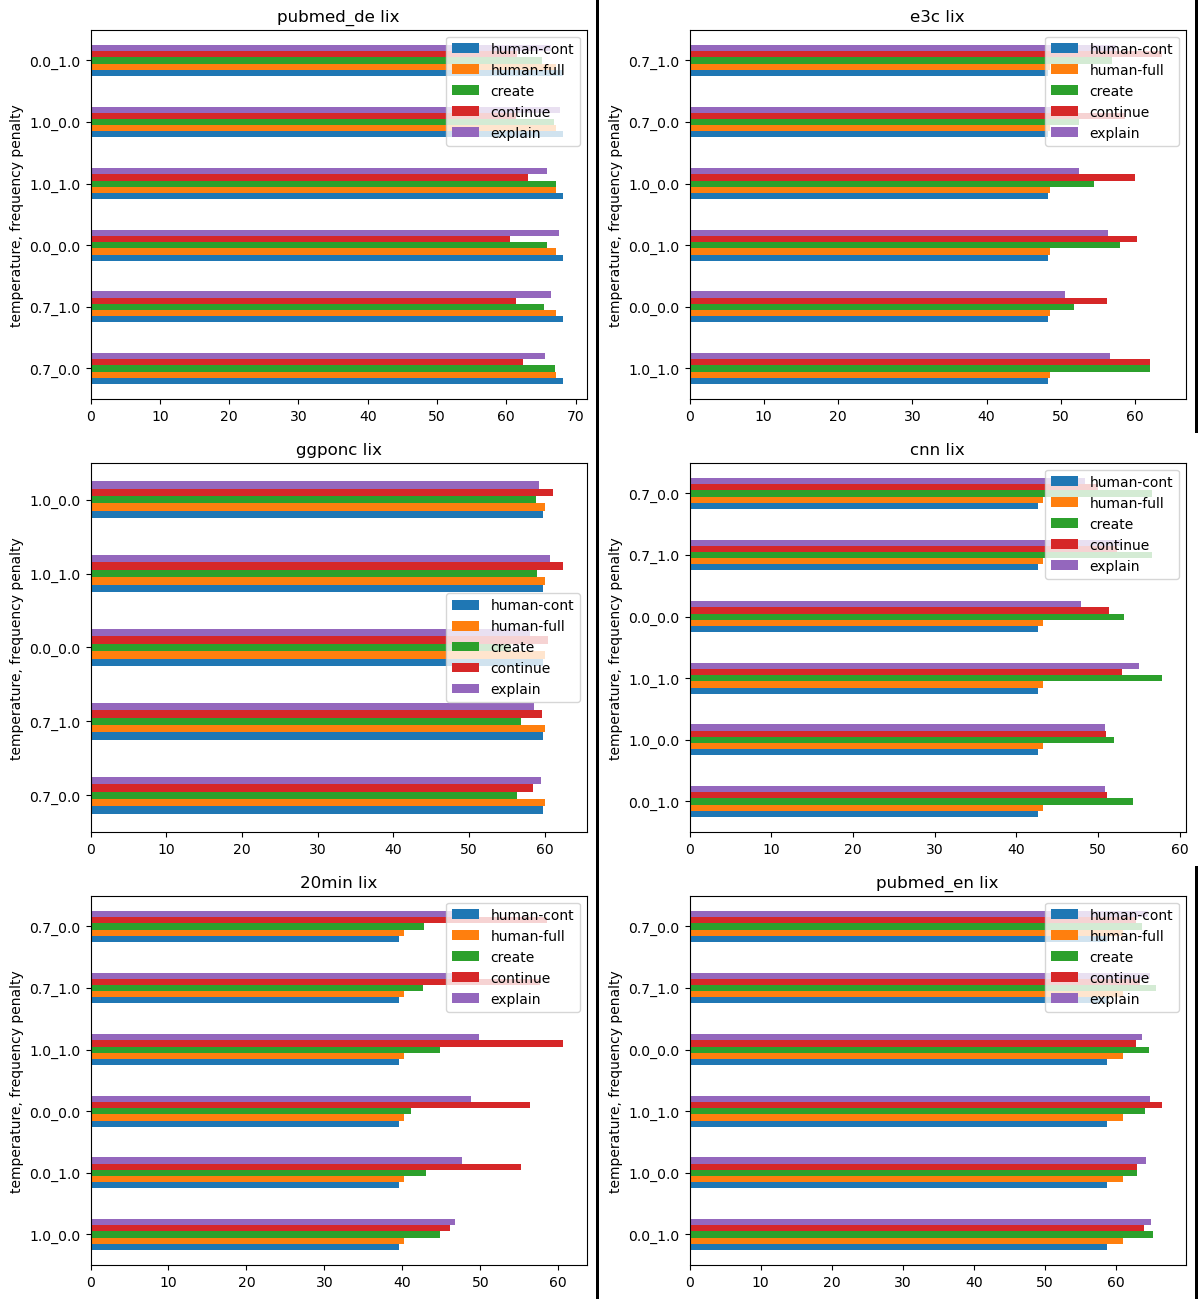 pubmed_de lix
temperature, frequency penalty
0.0_1.0
1.0_0.0
1.0_1.0
0.0_0.0
0.7_1.0
0.7_0.0
0 10 20 30 40 50 60 70
human-cont
human-full
create
continue
explain
e3c lix
temperature, frequency penalty
0.7_1.0
0.7_0.0
1.0_0.0
0.0_1.0
0.0_0.0
1.0_1.0
0 10 20 30 40 50 60
human-cont
human-full
create
continue
explain
ggponc lix
temperature, frequency penalty
1.0_0.0
1.0_1.0
0.0_0.0
0.7_1.0
0.7_0.0
0 10 20 30 40 50 60
human-cont
human-full
create
continue
explain
cnn lix
temperature, frequency penalty
0.7_0.0
0.7_1.0
0.0_0.0
1.0_1.0
1.0_0.0
0.0_1.0
0 10 20 30 40 50 60
human-cont
human-full
create
continue
explain
20min lix
temperature, frequency penalty
0.7_0.0
0.7_1.0
1.0_1.0
0.0_0.0
0.0_1.0
1.0_0.0
0 10 20 30 40 50 60
human-cont
human-full
create
continue
explain
pubmed_en lix
temperature, frequency penalty
0.7_0.0
0.7_1.0
0.0_0.0
1.0_1.0
1.0_0.0
0.0_1.0
0 10 20 30 40 50 60
human-cont
human-full
create
continue
explain